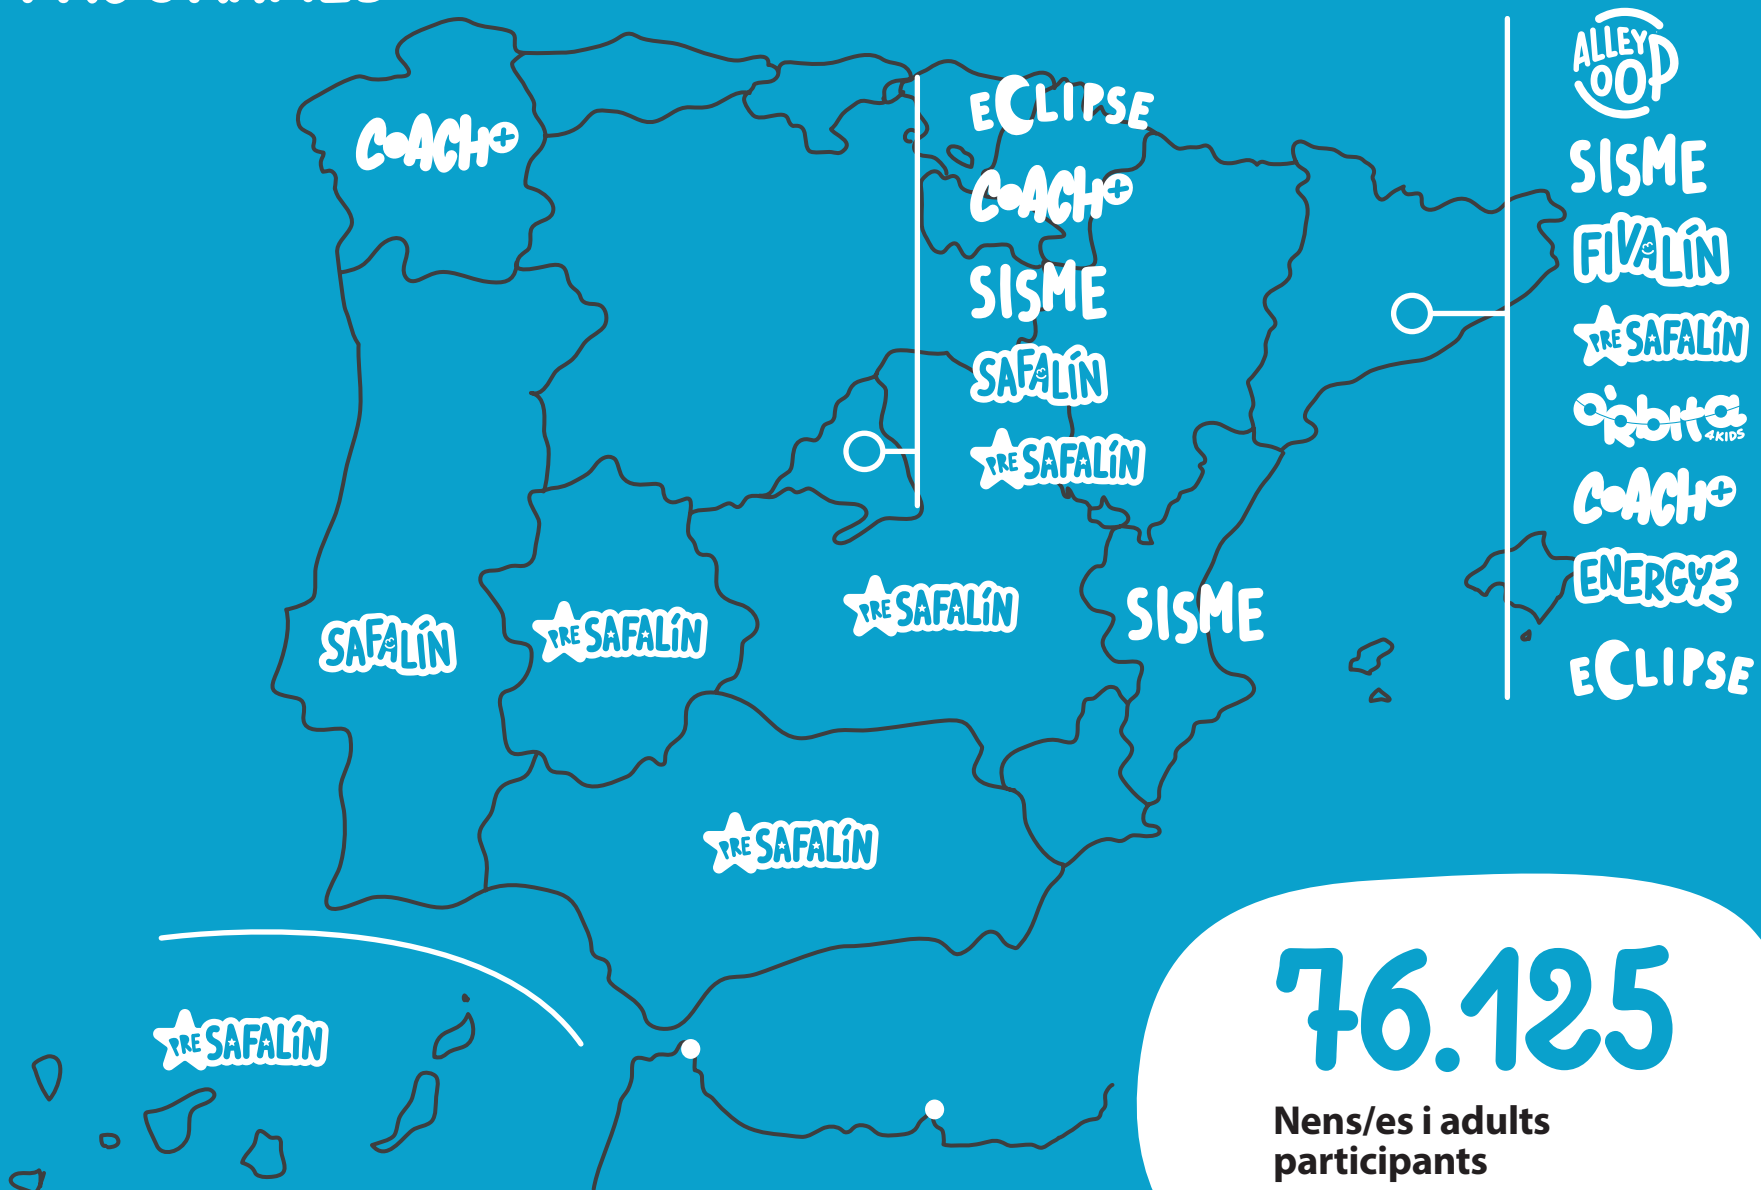 COACH+
ECLIPSE
COACH+
SISME
SAFALÍN
PRE SAFALÍN
ALLEY OOP
SISME
FIVALÍN
PRE SAFALÍN
òrbita 4KIDS
COACH+
ENERGY
ECLIPSE
SAFALÍN
PRE SAFALÍN
PRE SAFALÍN
SISME
PRE SAFALÍN
PRE SAFALÍN
76.125
Nens/es i adults
participants